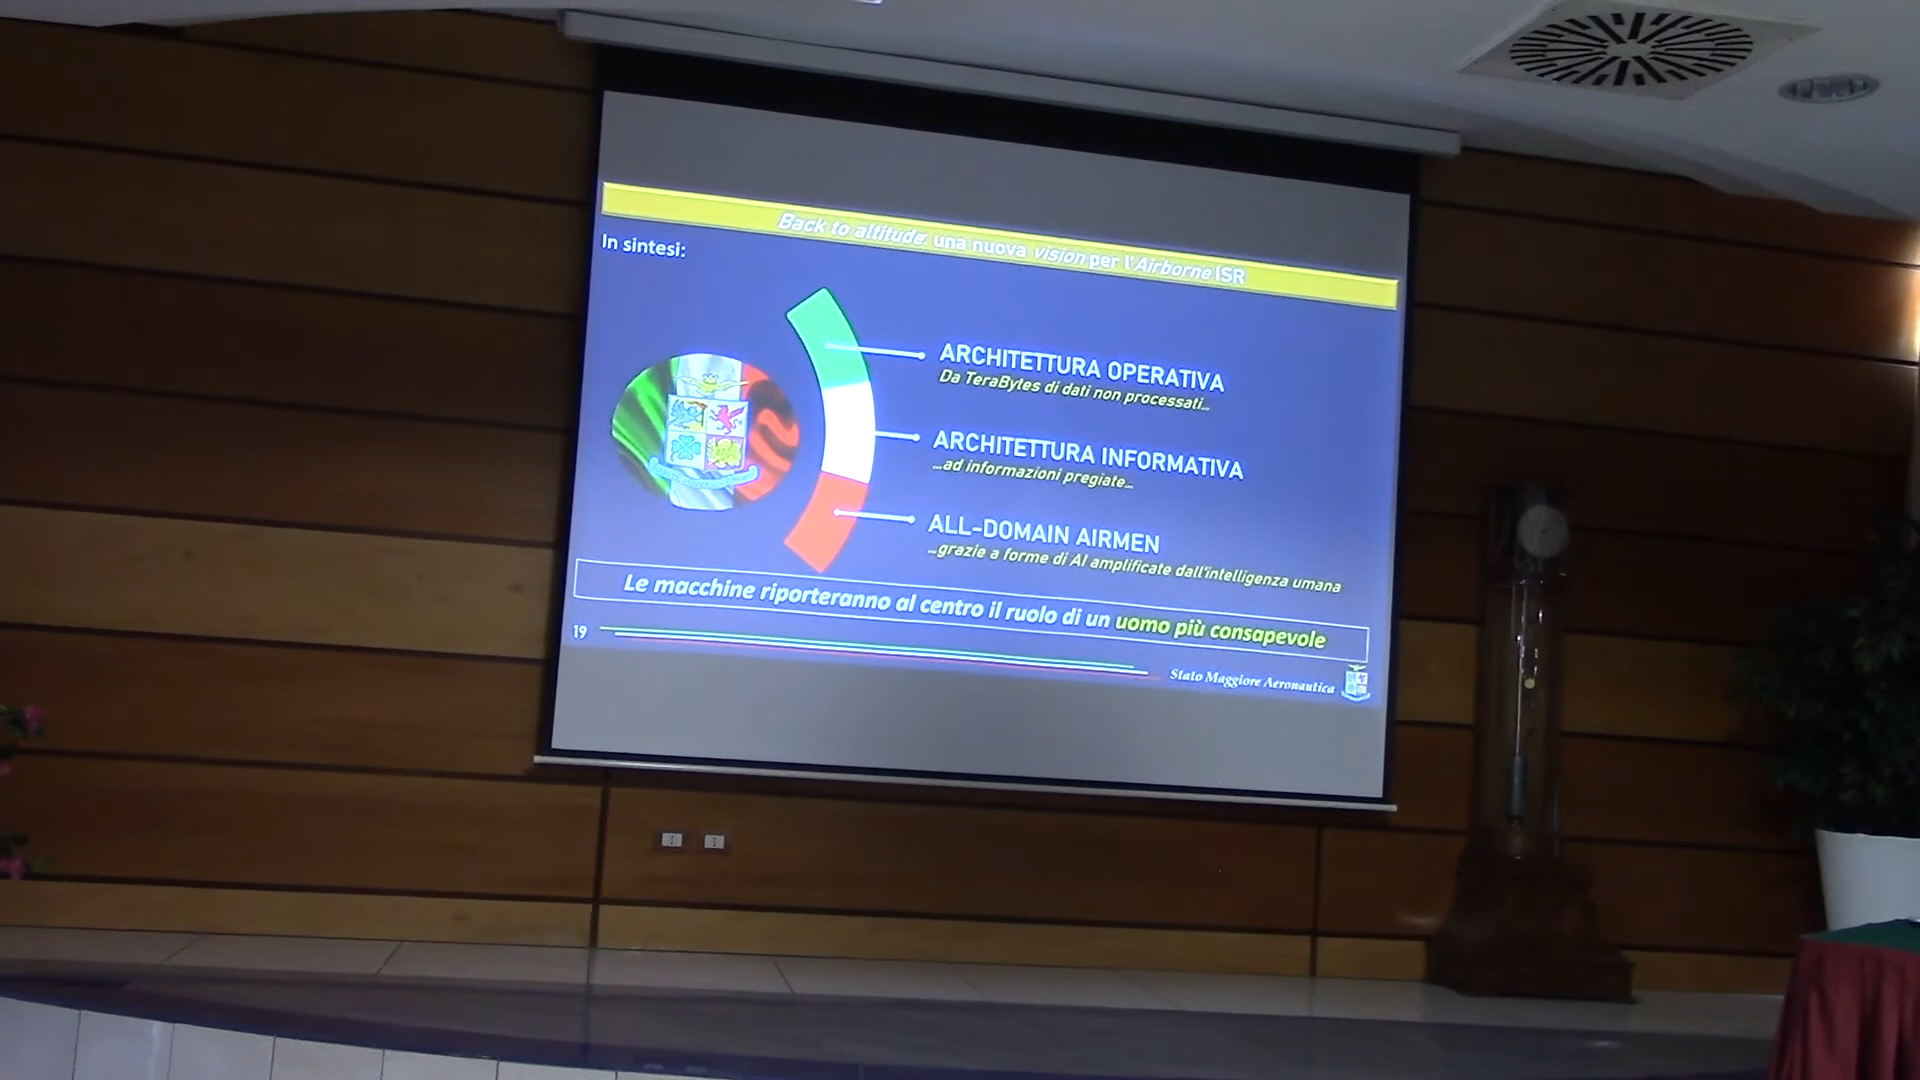 Back to altitude: una nuova vision per l'Airborne ISR
In sintesi:
ARCHITETTURA OPERATIVA
Da TeraBytes di dati non processati...
ARCHITETTURA INFORMATIVA
...ad informazioni pregiate...
ALL-DOMAIN AIRMEN
...grazie a forme di AI amplificate dall'intelligenza umana
Le macchine riporteranno al centro il ruolo di un uomo più consapevole
19
Stato Maggiore Aeronautica